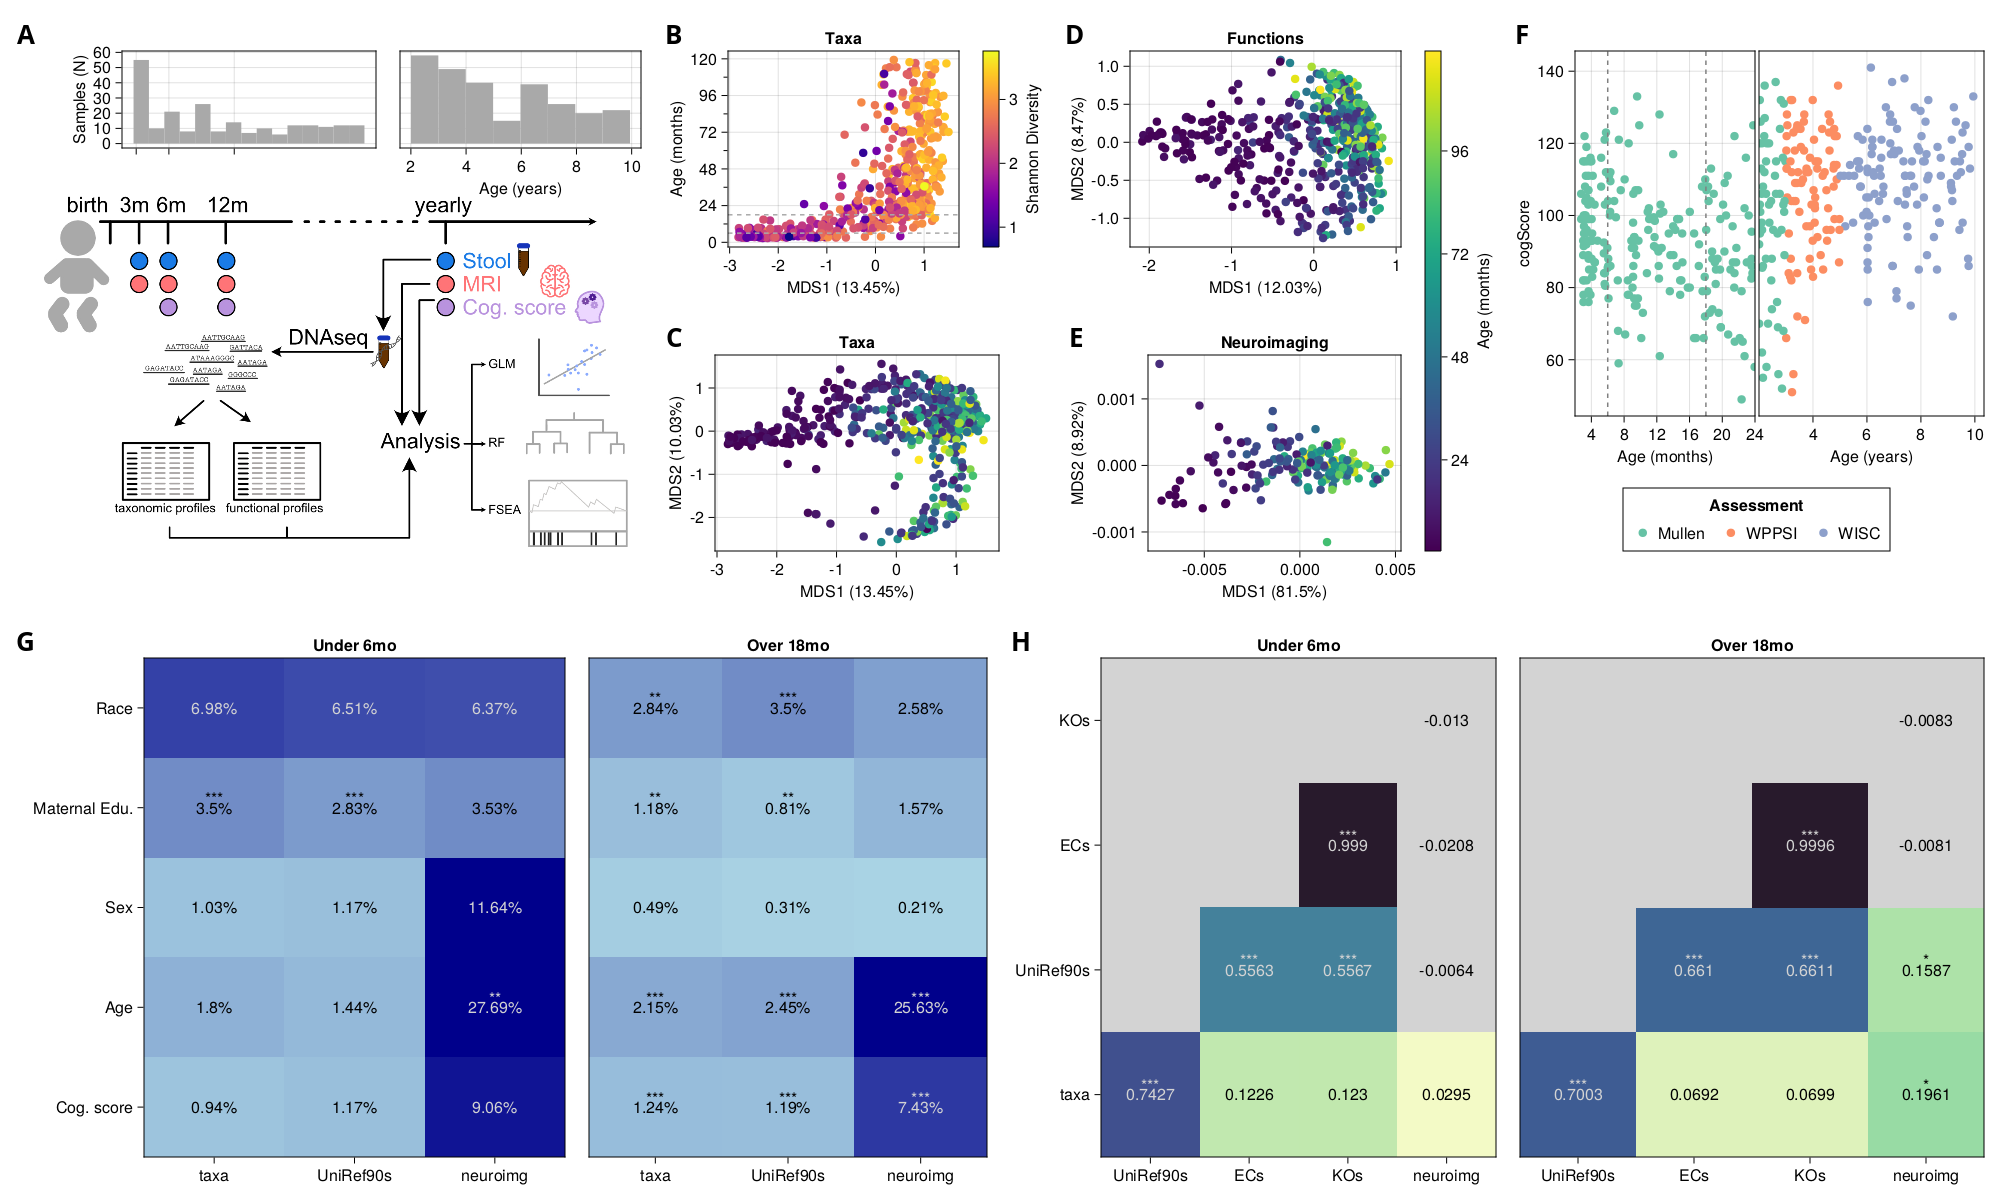 A
60
50
40
30
20
10
0
Samples (N)
2
4
6
8
10
Age (years)
birth
3m
6m
12m
yearly
Stool
MRI
Cog. score
DNAseq
AATTGCAAG
AATTGCAAG
GATTACA
ATAAAGGGC
AATAGA
GAGATACC
AATAGA
GGGCCC
GAGATACC
AATAGA
taxonomic profiles
functional profiles
Analysis
GLM
RF
FSEA
B
Taxa
120
96
72
48
24
0
Age (months)
-3
-2
-1
0
1
MDS1 (13.45%)
3
2
1
Shannon Diversity
C
Taxa
1
0
-1
-2
MDS2 (10.03%)
-3
-2
-1
0
1
MDS1 (13.45%)
D
Functions
1.0
0.5
0.0
-0.5
-1.0
MDS2 (8.47%)
-2
-1
0
1
MDS1 (12.03%)
E
Neuroimaging
0.001
0.000
-0.001
MDS2 (8.92%)
-0.005
0.000
0.005
MDS1 (81.5%)
96
72
48
24
Age (months)
F
140
120
100
80
60
cogScore
4
8
12
16
20
24
Age (months)
4
6
8
10
Age (years)
Assessment
Mullen
WPPSI
WISC
G
Under 6mo
Over 18mo
Race
6.98%
6.51%
6.37%
**
2.84%
***
3.5%
2.58%
Maternal Edu.
***
3.5%
***
2.83%
3.53%
**
1.18%
**
0.81%
1.57%
Sex
1.03%
1.17%
11.64%
0.49%
0.31%
0.21%
Age
1.8%
1.44%
**
27.69%
***
2.15%
***
2.45%
***
25.63%
Cog. score
0.94%
1.17%
9.06%
***
1.24%
***
1.19%
***
7.43%
taxa
UniRef90s
neuroimg
taxa
UniRef90s
neuroimg
H
Under 6mo
Over 18mo
KOs
-0.013
-0.0083
ECs
***
0.999
-0.0208
***
0.9996
-0.0081
UniRef90s
***
0.5563
***
0.5567
-0.0064
***
0.661
***
0.6611
*
0.1587
taxa
***
0.7427
0.1226
0.123
0.0295
***
0.7003
0.0692
0.0699
*
0.1961
UniRef90s
ECs
KOs
neuroimg
UniRef90s
ECs
KOs
neuroimg